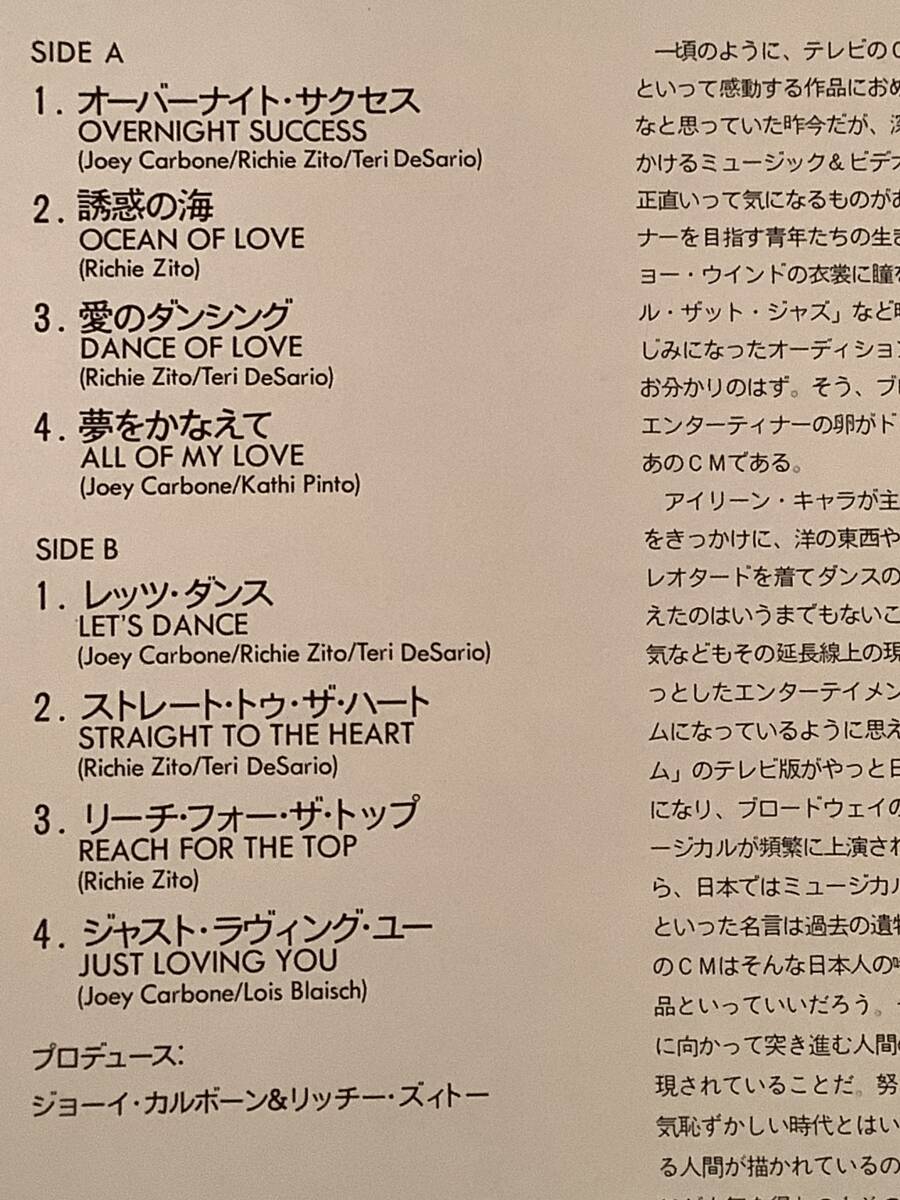 SIDE A
1. オーバーナイト・サクセス
OVERNIGHT SUCCESS
(Joey Carbone/Richie Zito/Teri DeSario)
2. 誘惑の海
OCEAN OF LOVE
(Richie Zito)
3. 愛のダンシング
DANCE OF LOVE
(Richie Zito/Teri DeSario)
4. 夢をかなえて
ALL OF MY LOVE
(Joey Carbone/Kathi Pinto)
SIDE B
1. レッツ・ダンス
LET'S DANCE
(Joey Carbone/Richie Zito/Teri DeSario)
2. ストレート・トゥ・ザ・ハート
STRAIGHT TO THE HEART
(Richie Zito/Teri DeSario)
3. リーチ・フォー・ザ・トップ
REACH FOR THE TOP
(Richie Zito)
4. ジャスト・ラヴィング・ユー
JUST LOVING YOU
(Joey Carbone/Lois Blaisch)
プロデュース:
ジョーイ・カルボーン&リッチー・ズィトー
一頃のように、テレビのC
といって感動する作品におめ
なと思っていた昨今だが、深
かけるミュージック&ビデオ
正直いって気になるものがあ
ナーを目指す青年たちの生き
ョー・ウインドの衣裳に瞳を
ル・ザット・ジャズ」など映
じみになったオーディション
お分かりのはず。そう、ブロ
エンターティナーの卵がド
あのCMである。
アイリーン・キャラが主
をきっかけに、洋の東西や
レオタードを着てダンスの
えたのはいうまでもないこ
気などもその延長線上の現
っとしたエンターテイメン
ムになっているように思え
ム」のテレビ版がやっと日
になり、ブロードウェイの
ージカルが頻繁に上演され
ら、日本ではミュージカル
といった名言は過去の遺物
のCMはそんな日本人の
品といっていいだろう。
に向かって突き進む人間の
現されていることだ。努
気恥ずかしい時代とはい
る人間が描かれているの